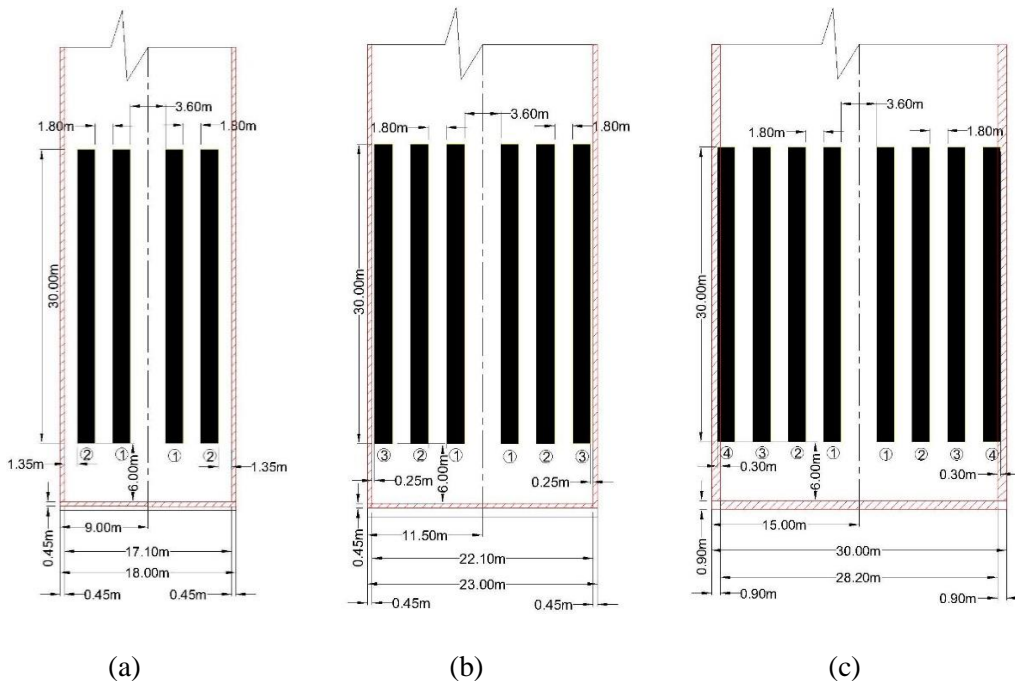 3.60m
1.80m
1.80m
30.00m
② ① ① ②
1.35m
1.35m
6.00m
0.45m
9.00m
17.10m
18.00m
0.45m
0.45m
(a)
3.60m
1.80m
1.80m
30.00m
③ ② ① ① ② ③
0.25m
0.25m
6.00m
0.45m
11.50m
22.10m
23.00m
0.45m
0.45m
(b)
3.60m
1.80m
1.80m
30.00m
④ ③ ② ① ① ② ③ ④
0.30m
0.30m
6.00m
0.90m
15.00m
30.00m
28.20m
0.90m
0.90m
(c)